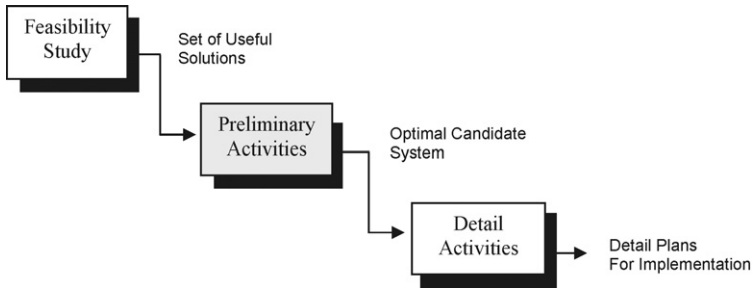 Feasibility
Study
Set of Useful
Solutions
Preliminary
Activities
Optimal Candidate
System
Detail
Activities
Detail Plans
For Implementation